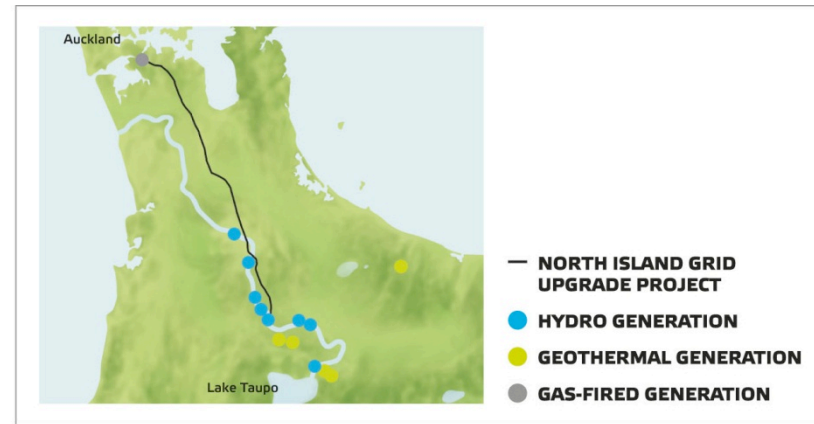 Auckland
Lake Taupo
NORTH ISLAND GRID
UPGRADE PROJECT
HYDRO GENERATION
GEOTHERMAL GENERATION
GAS-FIRED GENERATION